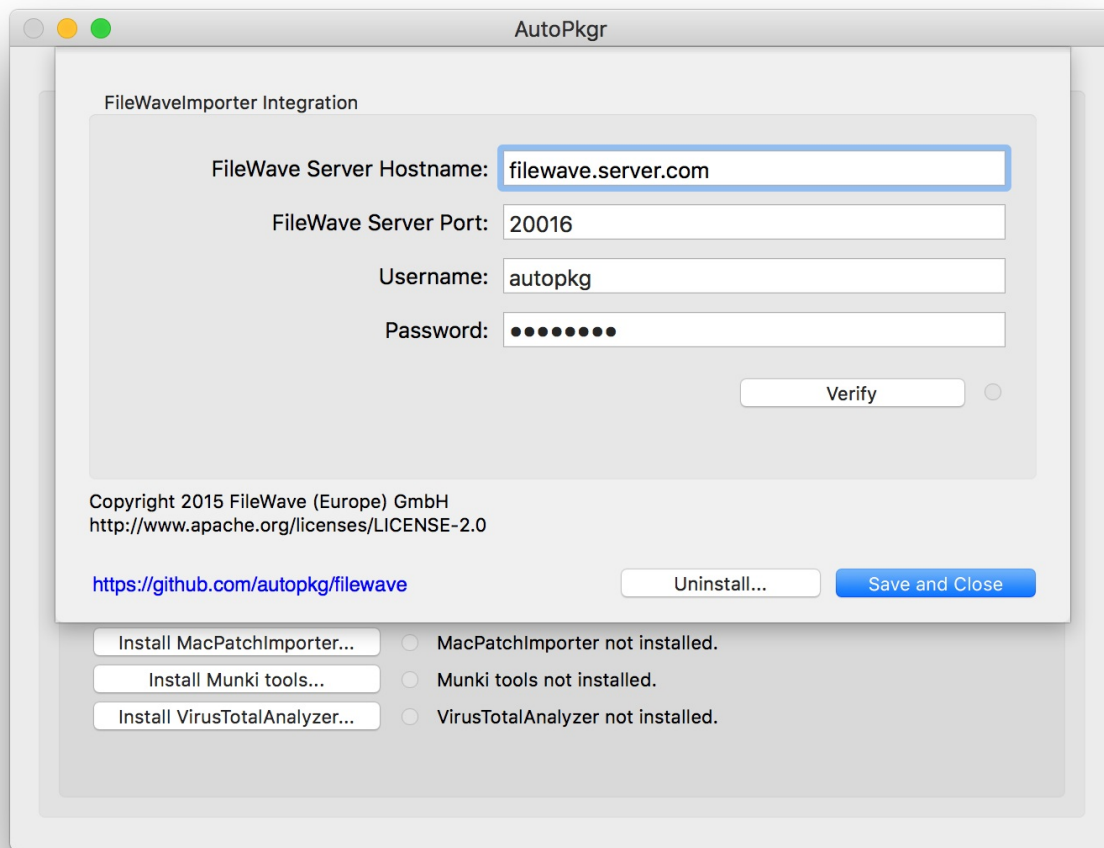 AutoPkgr
FileWaveImporter Integration
FileWave Server Hostname: filewave.server.com
FileWave Server Port: 20016
Username: autopkg
Password: ●●●●●●●●
Verify
Copyright 2015 FileWave (Europe) GmbH
http://www.apache.org/licenses/LICENSE-2.0
https://github.com/autopkg/filewave Uninstall... Save and Close
Install MacPatchImporter... MacPatchImporter not installed.
Install Munki tools... Munki tools not installed.
Install VirusTotalAnalyzer... VirusTotalAnalyzer not installed.